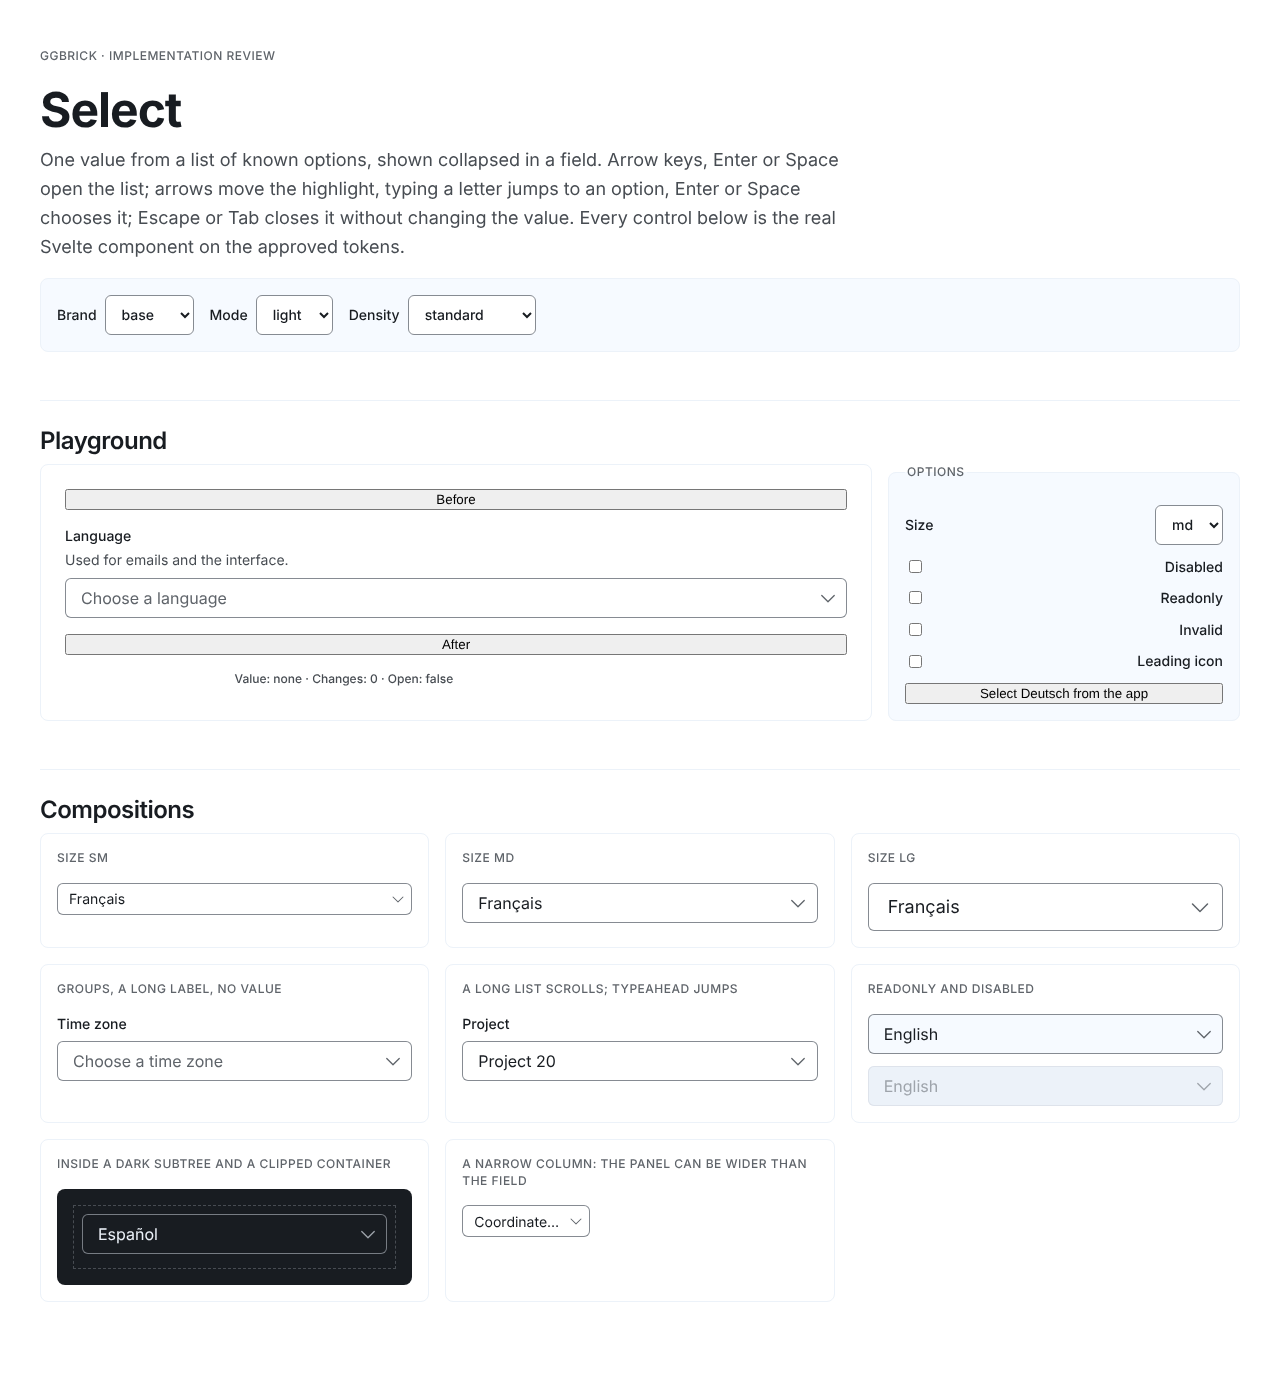 GGBRICK · IMPLEMENTATION REVIEW
Select
One value from a list of known options, shown collapsed in a field. Arrow keys, Enter or Space
open the list; arrows move the highlight, typing a letter jumps to an option, Enter or Space
chooses it; Escape or Tab closes it without changing the value. Every control below is the real
Svelte component on the approved tokens.
Brand base Mode light Density standard
Playground
Before
Language
Used for emails and the interface.
Choose a language
After
Value: none · Changes: 0 · Open: false
OPTIONS
Size md
Disabled
Readonly
Invalid
Leading icon
Select Deutsch from the app
Compositions
SIZE SM
Français
SIZE MD
Français
SIZE LG
Français
GROUPS, A LONG LABEL, NO VALUE
Time zone
Choose a time zone
A LONG LIST SCROLLS; TYPEAHEAD JUMPS
Project
Project 20
READONLY AND DISABLED
English
English
INSIDE A DARK SUBTREE AND A CLIPPED CONTAINER
Español
A NARROW COLUMN: THE PANEL CAN BE WIDER THAN
THE FIELD
Coordinate...